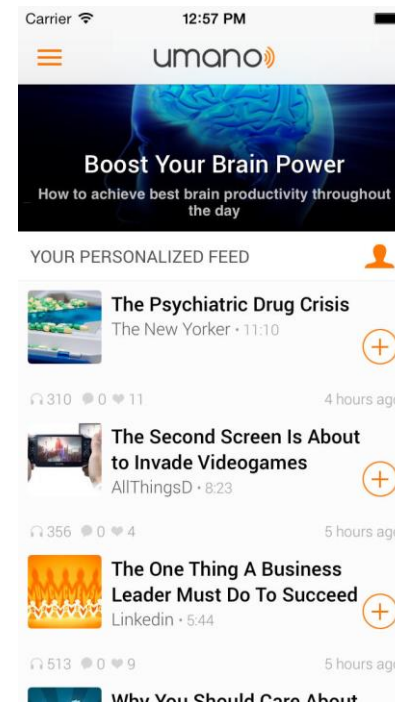 Carrier 12:57 PM
umano
Boost Your Brain Power
How to achieve best brain productivity throughout
the day
YOUR PERSONALIZED FEED
The Psychiatric Drug Crisis
The New Yorker • 11:10
310 0 11 4 hours ago
The Second Screen Is About
to Invade Videogames
AllThingsD • 8:23
356 0 4 5 hours ago
The One Thing A Business
Leader Must Do To Succeed
Linkedin • 5:44
513 0 9 5 hours ago
Why You Should Care About